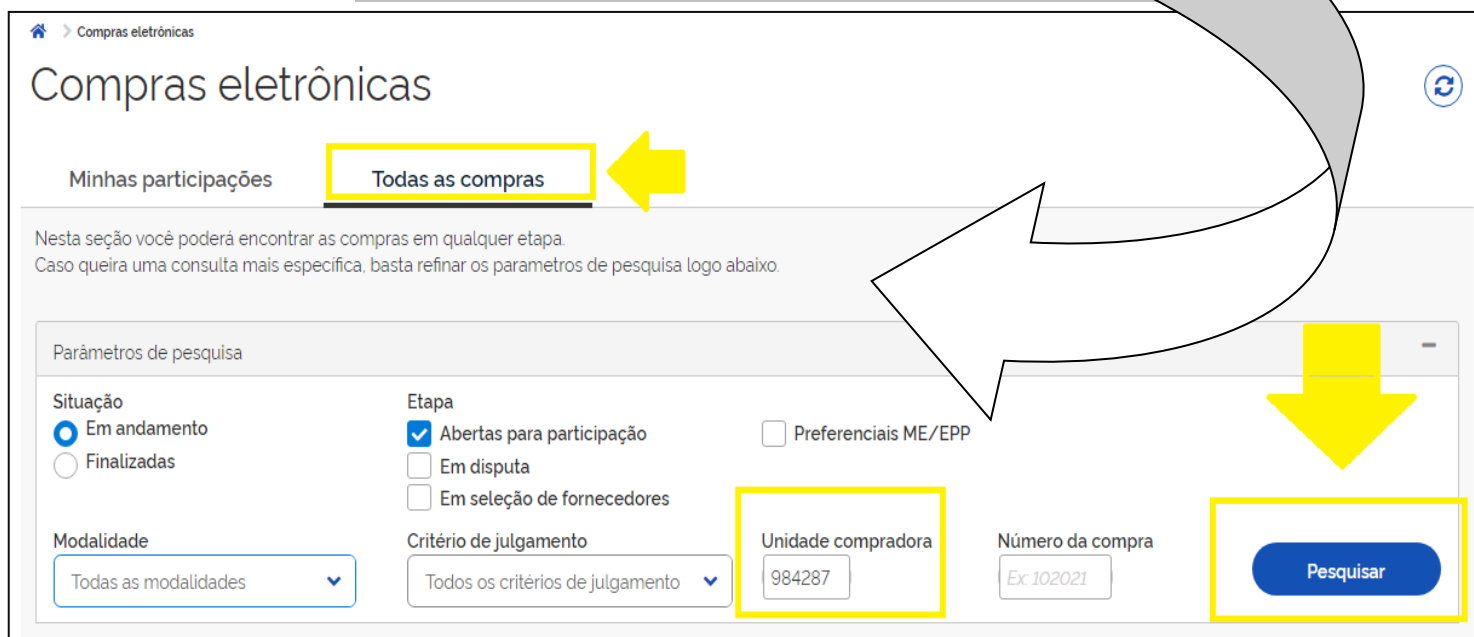 Compras eletrônicas
Compras eletrônicas
Minhas participações Todas as compras
Nesta seção você poderá encontrar as compras em qualquer etapa.
Caso queira uma consulta mais específica, basta refinar os parametros de pesquisa logo abaixo.
Parâmetros de pesquisa
Situação Etapa
Em andamento Abertas para participação Preferenciais ME/EPP
Finalizadas Em disputa
Em seleção de fornecedores
Modalidade Critério de julgamento Unidade compradora Número da compra
Todas as modalidades Todos os critérios de julgamento 984287 Ex: 102021 Pesquisar